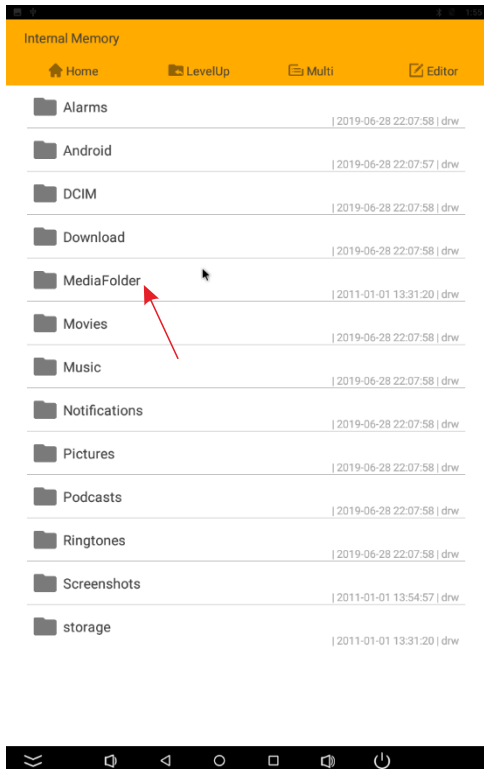 1:55
Internal Memory
Home LevelUp Multi Editor
Alarms
| 2019-06-28 22:07:58 | drw
Android
| 2019-06-28 22:07:57 | drw
DCIM
| 2019-06-28 22:07:58 | drw
Download
| 2019-06-28 22:07:58 | drw
MediaFolder
| 2011-01-01 13:31:20 | drw
Movies
| 2019-06-28 22:07:58 | drw
Music
| 2019-06-28 22:07:58 | drw
Notifications
| 2019-06-28 22:07:58 | drw
Pictures
| 2019-06-28 22:07:58 | drw
Podcasts
| 2019-06-28 22:07:58 | drw
Ringtones
| 2019-06-28 22:07:58 | drw
Screenshots
| 2011-01-01 13:54:57 | drw
storage
| 2011-01-01 13:31:20 | drw